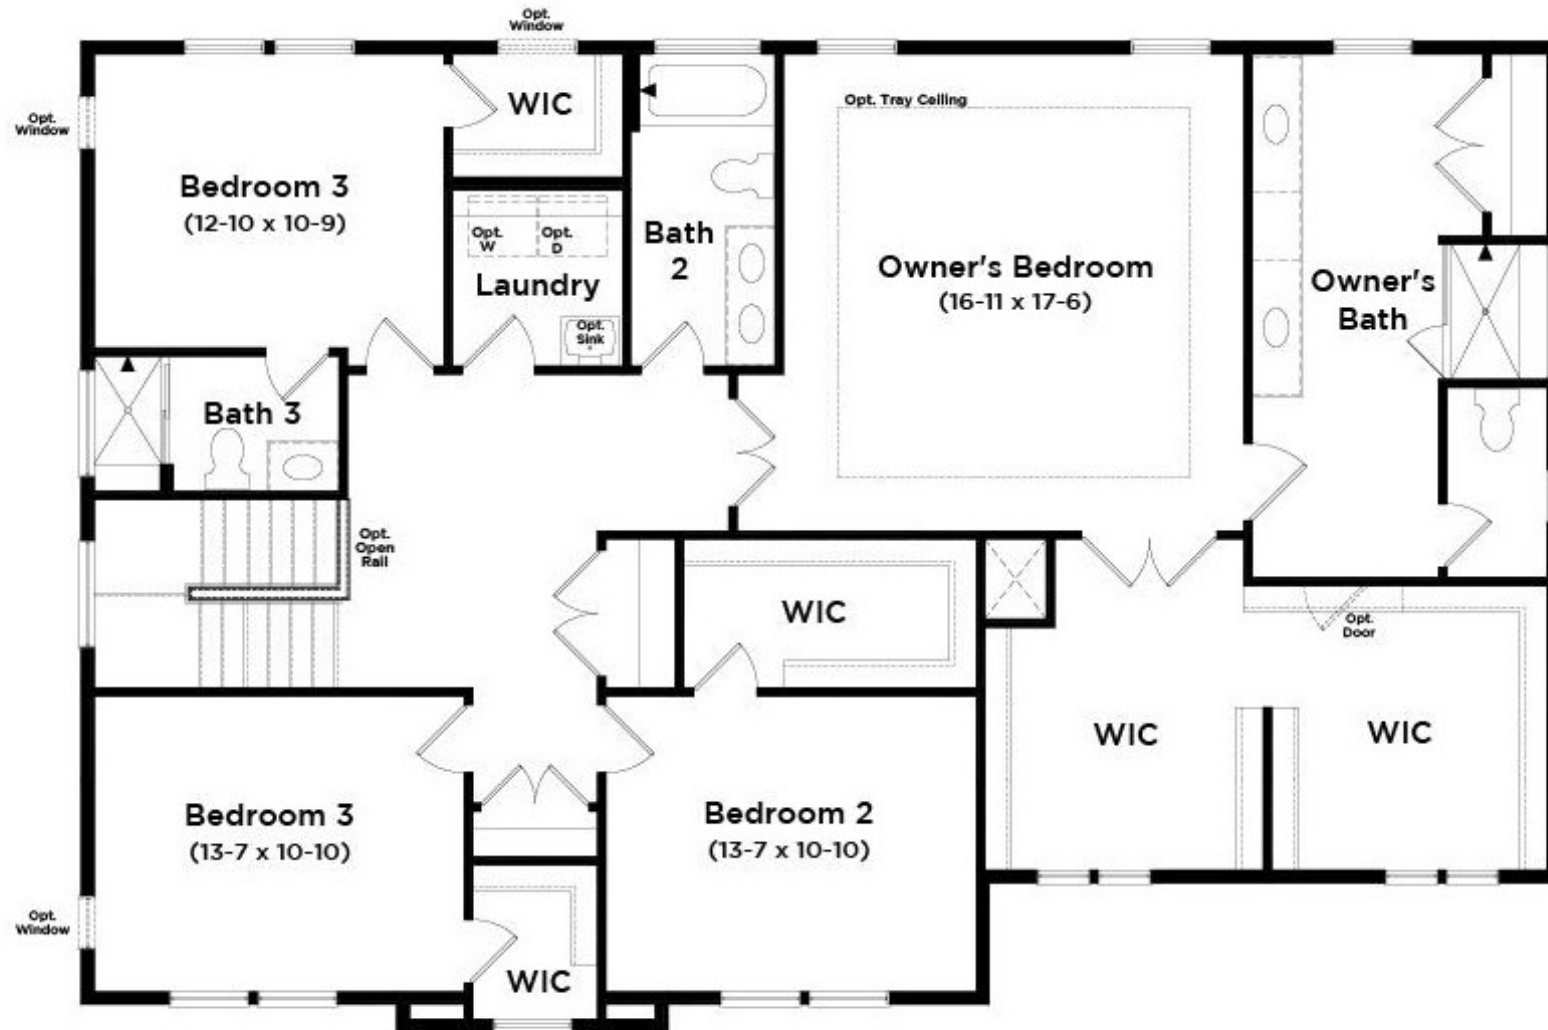 Opt.
Window
Opt.
Window
WIC
Opt. Tray Ceiling
Bedroom 3
(12-10 x 10-9)
Opt.
W
Opt.
D
Laundry
Opt.
Sink
Bath
2
Owner's Bedroom
(16-11 x 17-6)
Owner's
Bath
Bath 3
Opt.
Open
Rail
WIC
Opt.
Door
WIC
WIC
Bedroom 3
(13-7 x 10-10)
Bedroom 2
(13-7 x 10-10)
Opt.
Window
WIC